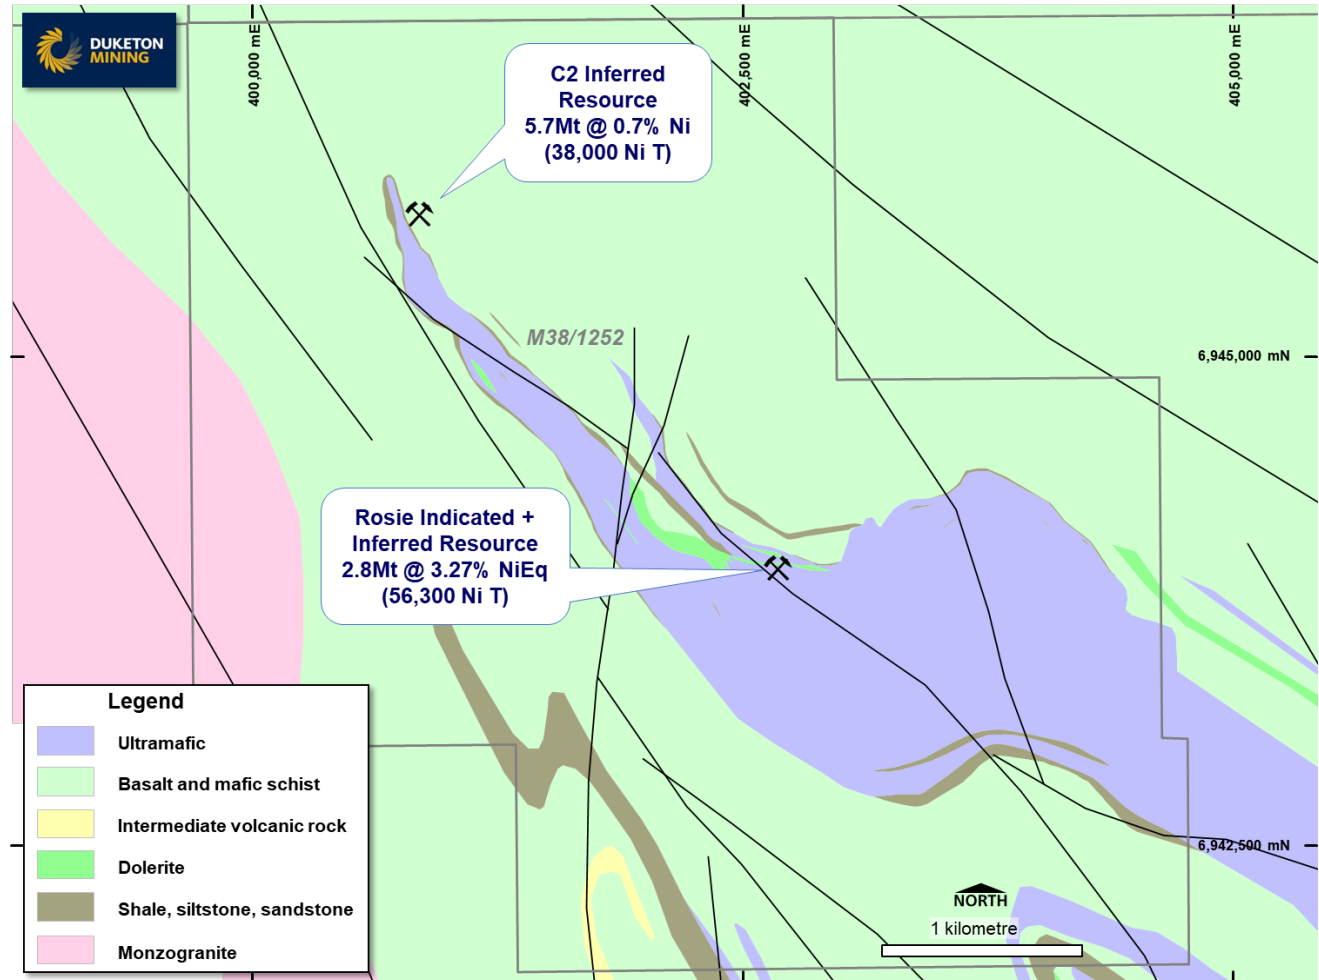 DUKETON
MINING
400,000 mE
402,500 mE
405,000 mE
C2 Inferred
Resource
5.7Mt @ 0.7% Ni
(38,000 Ni T)
M38/1252
6,945,000 mN
Rosie Indicated +
Inferred Resource
2.8Mt @ 3.27% NiEq
(56,300 Ni T)
6,942,500 mN
Legend
Ultramafic
Basalt and mafic schist
Intermediate volcanic rock
Dolerite
Shale, siltstone, sandstone
Monzogranite
NORTH
1 kilometre